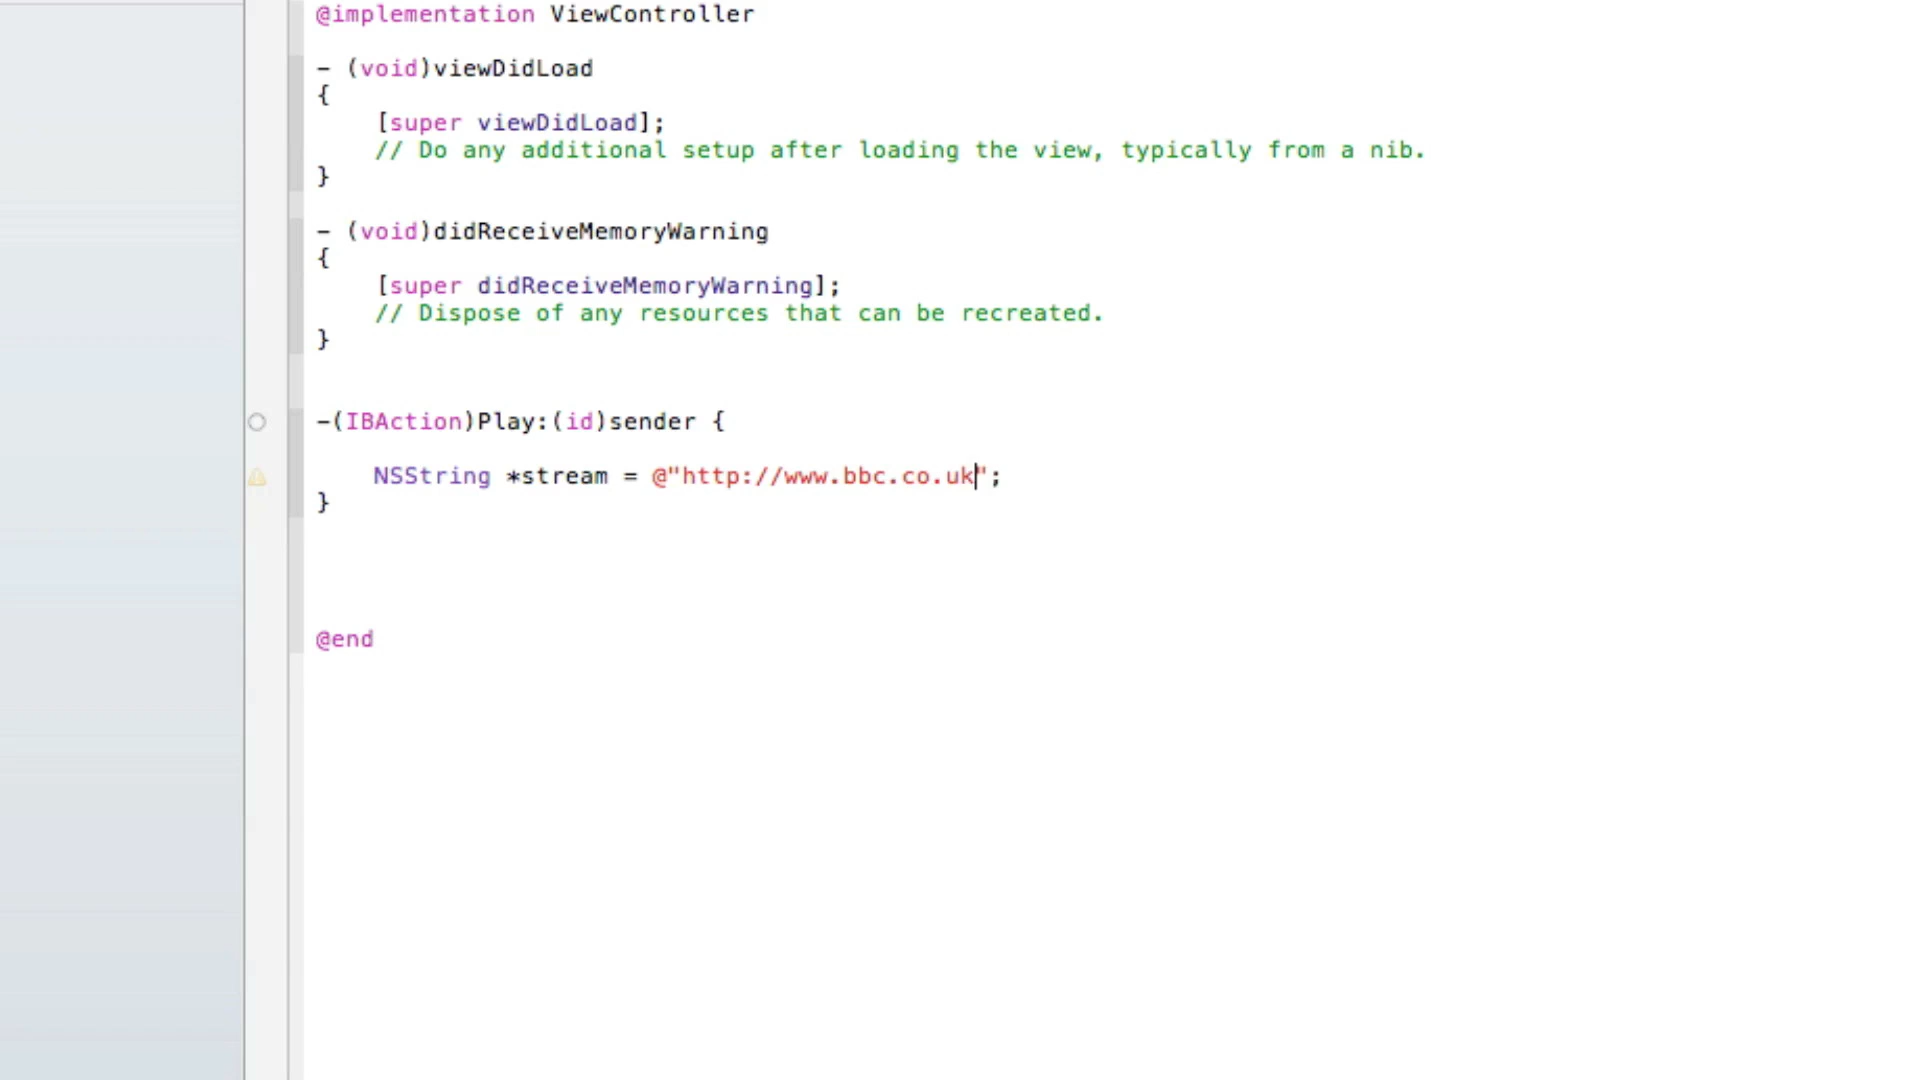 @implementation ViewController
- (void)viewDidLoad
{
[super viewDidLoad];
// Do any additional setup after loading the view, typically from a nib.
}
- (void)didReceiveMemoryWarning
{
[super didReceiveMemoryWarning];
// Dispose of any resources that can be recreated.
}
-(IBAction)Play:(id)sender {
NSString *stream = @"http://www.bbc.co.uk";
}
@end